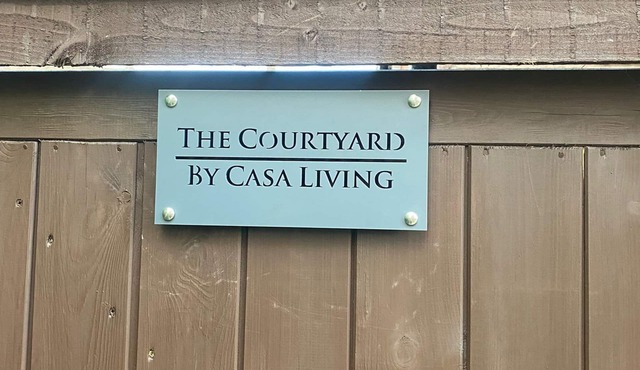 The Courtyard
By Casa Living